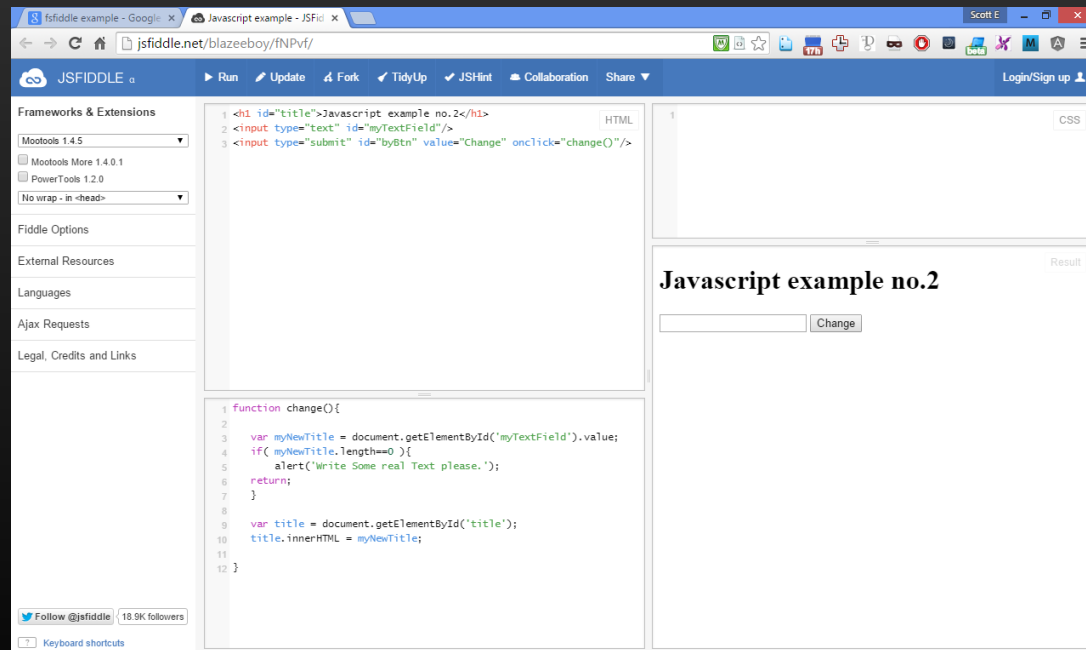 fsfiddle example - Google
Javascript example - JSFid
Scott E
jsfiddle.net/blazeeboy/fNPvf/
JSFIDDLE α
Run
Update
Fork
TidyUp
JSHint
Collaboration
Share
Login/Sign up
Frameworks & Extensions
Mootools 1.4.5
Mootools More 1.4.0.1
PowerTools 1.2.0
No wrap - in <head>
Fiddle Options
External Resources
Languages
Ajax Requests
Legal, Credits and Links
Follow @jsfiddle
18.9K followers
? Keyboard shortcuts
HTML
1 <h1 id="title">Javascript example no.2</h1>
2 <input type="text" id="myTextField"/>
3 <input type="submit" id="byBtn" value="Change" onclick="change()"/>
1 function change(){
2
3 var myNewTitle = document.getElementById('myTextField').value;
4 if( myNewTitle.length==0 ){
5 alert('Write Some real Text please.');
6 return;
7 }
8
9 var title = document.getElementById('title');
10 title.innerHTML = myNewTitle;
11
12 }
1
CSS
Result
Javascript example no.2
Change